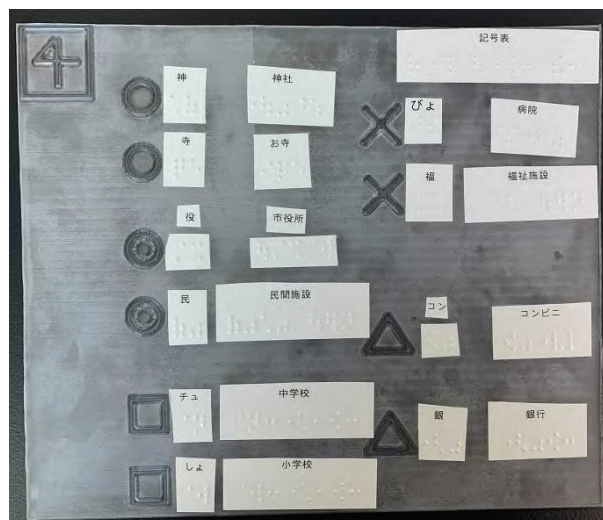 4
記号表
神 神社
寺 お寺
役 市役所
民 民間施設
チュ 中学校
しょ 小学校
びょ 病院
福 福祉施設
コン コンビニ
銀 銀行